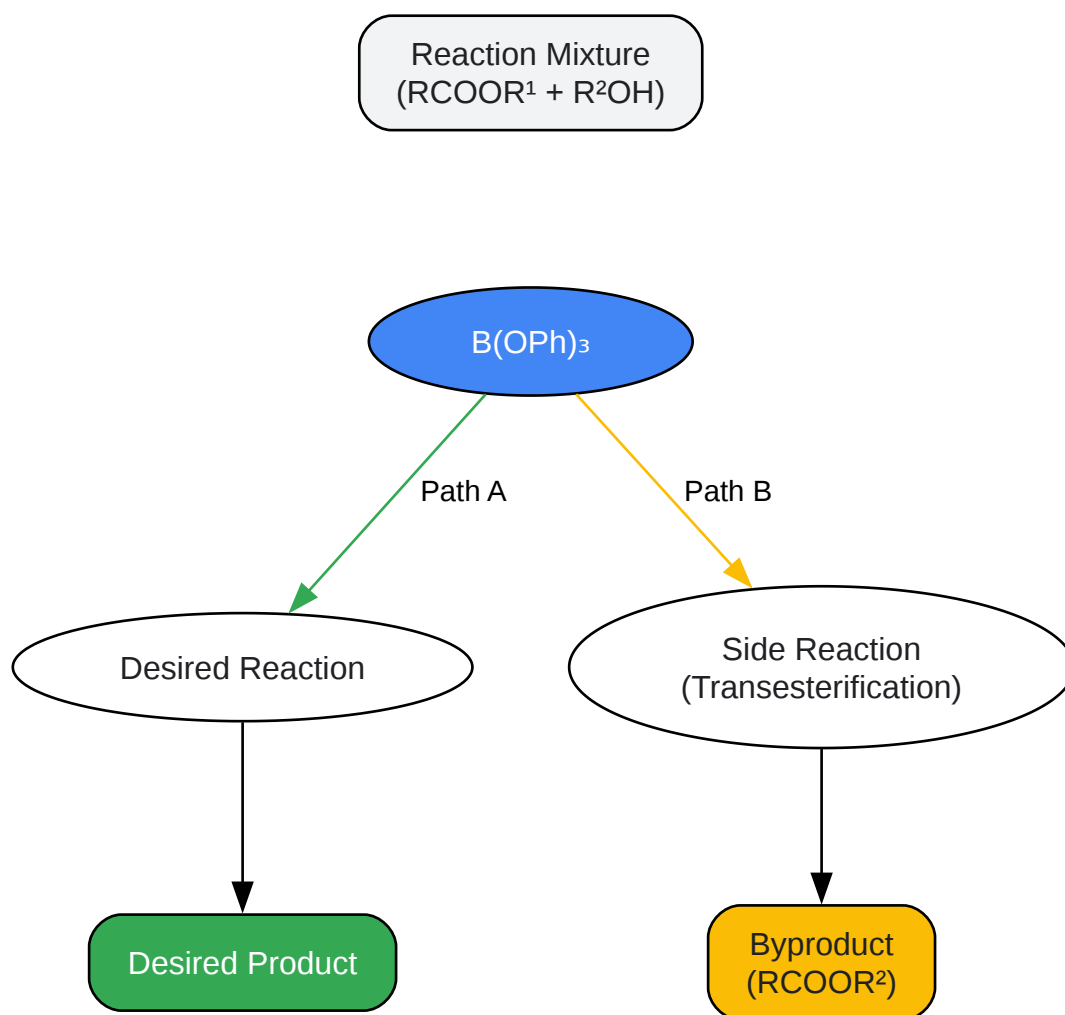 Reaction Mixture
(RCOOR¹ + R²OH)
B(OPh)₃
Path A
Path B
Desired Reaction
Side Reaction
(Transesterification)
Desired Product
Byproduct
(RCOOR²)